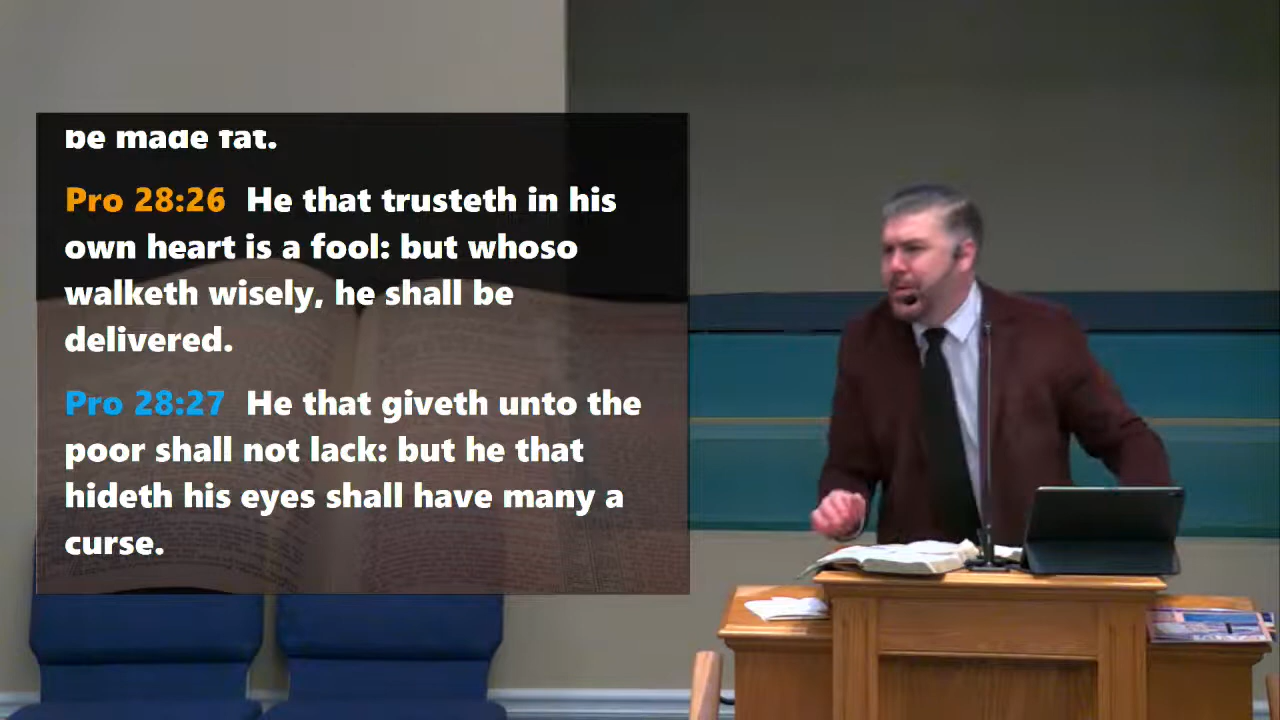 be made fat.
Pro 28:26 He that trusteth in his
own heart is a fool: but whoso
walketh wisely, he shall be
delivered.
Pro 28:27 He that giveth unto the
poor shall not lack: but he that
hideth his eyes shall have many a
curse.